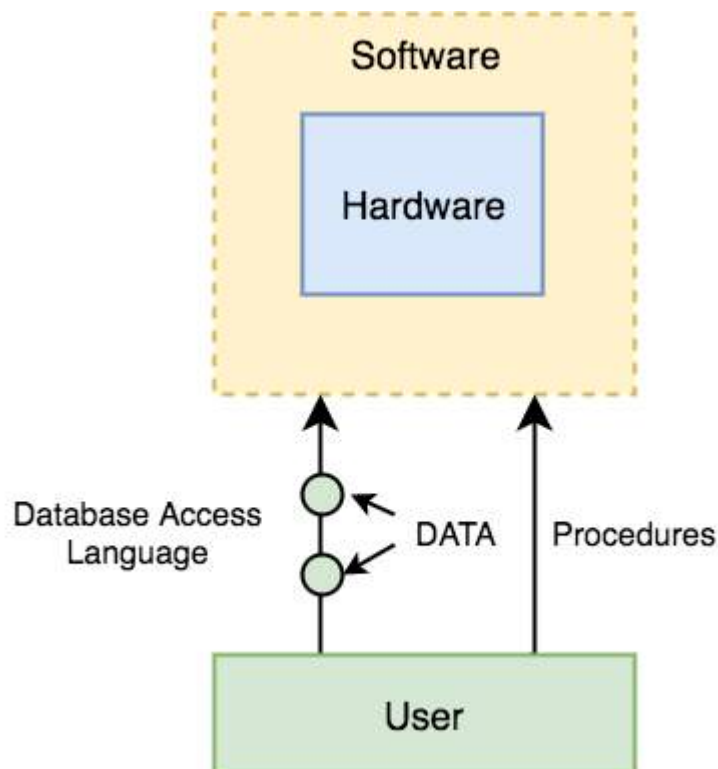 Software
Hardware
Database Access
Language
DATA
Procedures
User